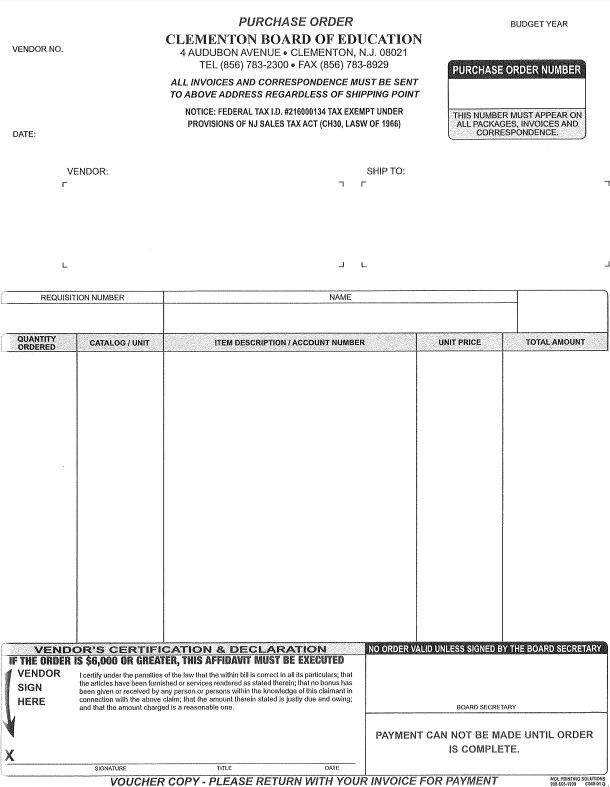 PURCHASE ORDER
BUDGET YEAR
VENDOR NO.
CLEMENTON BOARD OF EDUCATION
4 AUDUBON AVENUE • CLEMENTON, N.J. 08021
TEL (856) 783-2300 • FAX (856) 783-8929
ALL INVOICES AND CORRESPONDENCE MUST BE SENT
TO ABOVE ADDRESS REGARDLESS OF SHIPPING POINT
PURCHASE ORDER NUMBER
NOTICE: FEDERAL TAX I.D. #216000134 TAX EXEMPT UNDER
PROVISIONS OF NJ SALES TAX ACT (CH30, LASW OF 1966)
THIS NUMBER MUST APPEAR ON
ALL PACKAGES, INVOICES AND
CORRESPONDENCE.
DATE:
VENDOR:
SHIP TO:
REQUISITION NUMBER
NAME
QUANTITY
ORDERED
CATALOG / UNIT
ITEM DESCRIPTION / ACCOUNT NUMBER
UNIT PRICE
TOTAL AMOUNT
VENDOR'S CERTIFICATION & DECLARATION
IF THE ORDER IS $6,000 OR GREATER, THIS AFFIDAVIT MUST BE EXECUTED
VENDOR
SIGN
HERE
I certify under the penalties of the law that the within bill is correct in all its particulars; that
the articles have been furnished or services rendered as stated therein; that no bonus has
been given or received by any person or persons within the knowledge of this claimant in
connection with the above claim; that the amount therein stated is justly due and owing;
and that the amount charged is a reasonable one.
X
SIGNATURE
TITLE
DATE
NO ORDER VALID UNLESS SIGNED BY THE BOARD SECRETARY
BOARD SECRETARY
PAYMENT CAN NOT BE MADE UNTIL ORDER
IS COMPLETE.
VOUCHER COPY - PLEASE RETURN WITH YOUR INVOICE FOR PAYMENT
MGL PRINTING SOLUTIONS